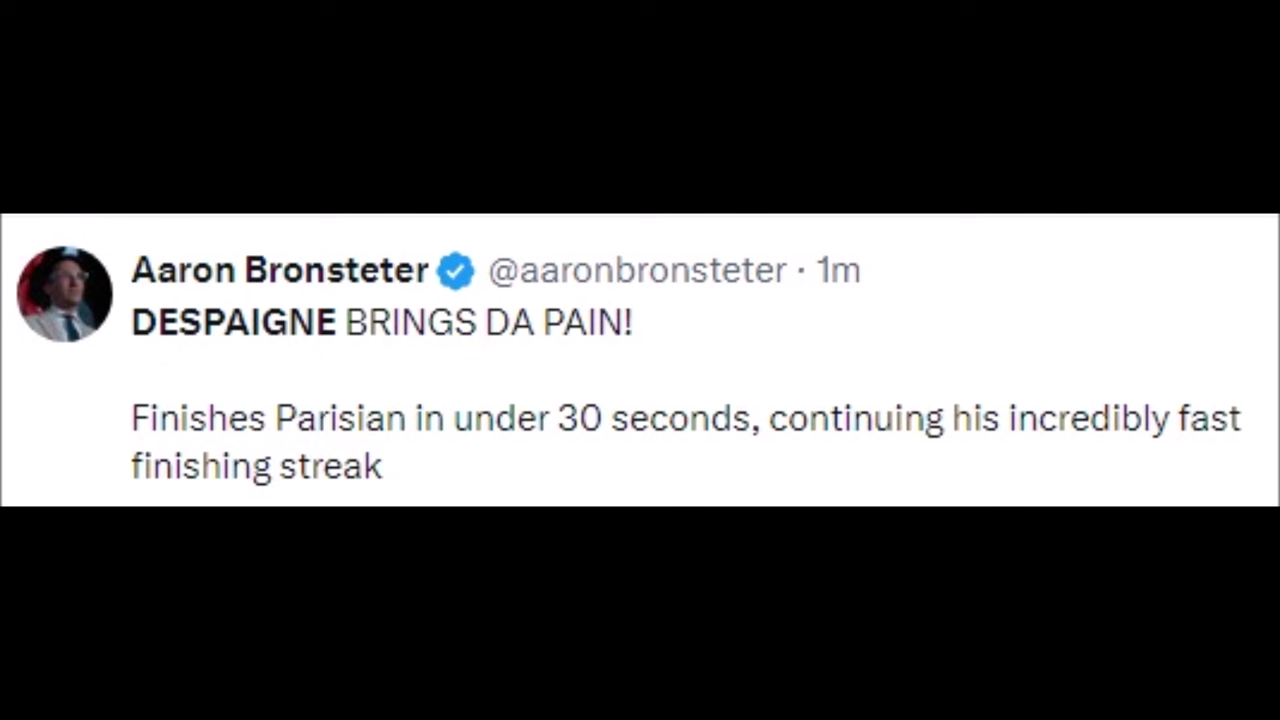 Aaron Bronsteter @aaronbronsteter · 1m
DESPAIGNE BRINGS DA PAIN!
Finishes Parisian in under 30 seconds, continuing his incredibly fast
finishing streak